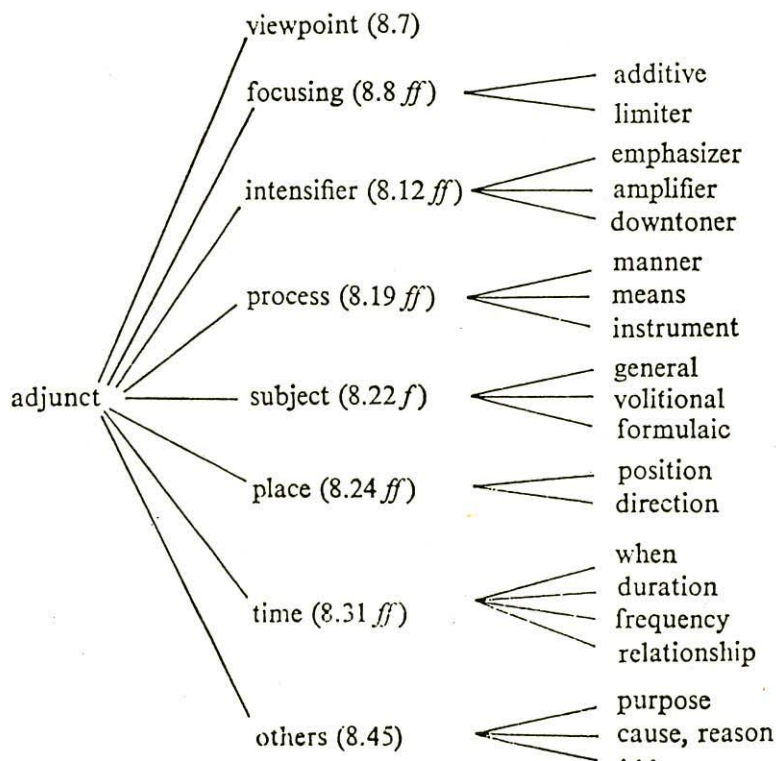 viewpoint (8.7)
focusing (8.8 ff)
additive
limiter
intensifier (8.12 ff)
emphasizer
amplifier
downtoner
process (8.19 ff)
manner
means
instrument
adjunct
subject (8.22 f)
general
volitional
formulaic
place (8.24 ff)
position
direction
time (8.31 ff)
when
duration
frequency
relationship
others (8.45)
purpose
cause, reason
...